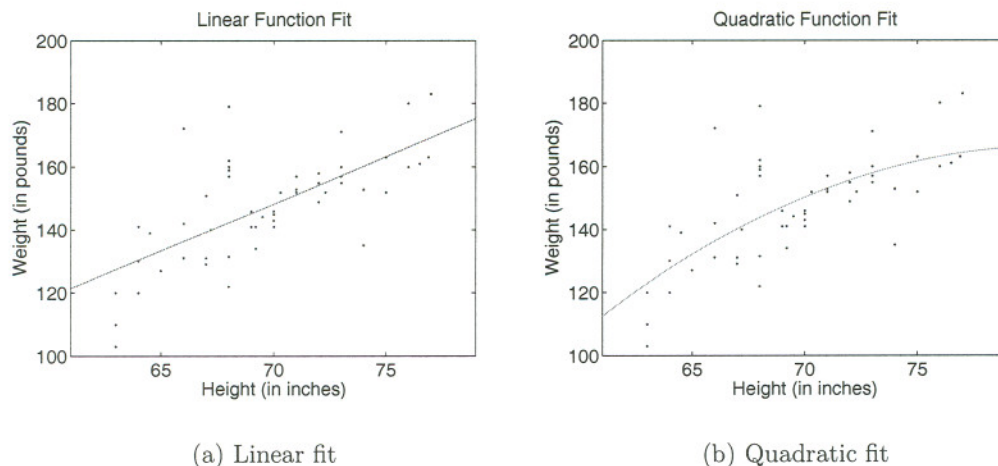 Linear Function Fit
Weight (in pounds)
200
180
160
140
120
100
65
70
75
Height (in inches)
(a) Linear fit
Quadratic Function Fit
Weight (in pounds)
200
180
160
140
120
100
65
70
75
Height (in inches)
(b) Quadratic fit